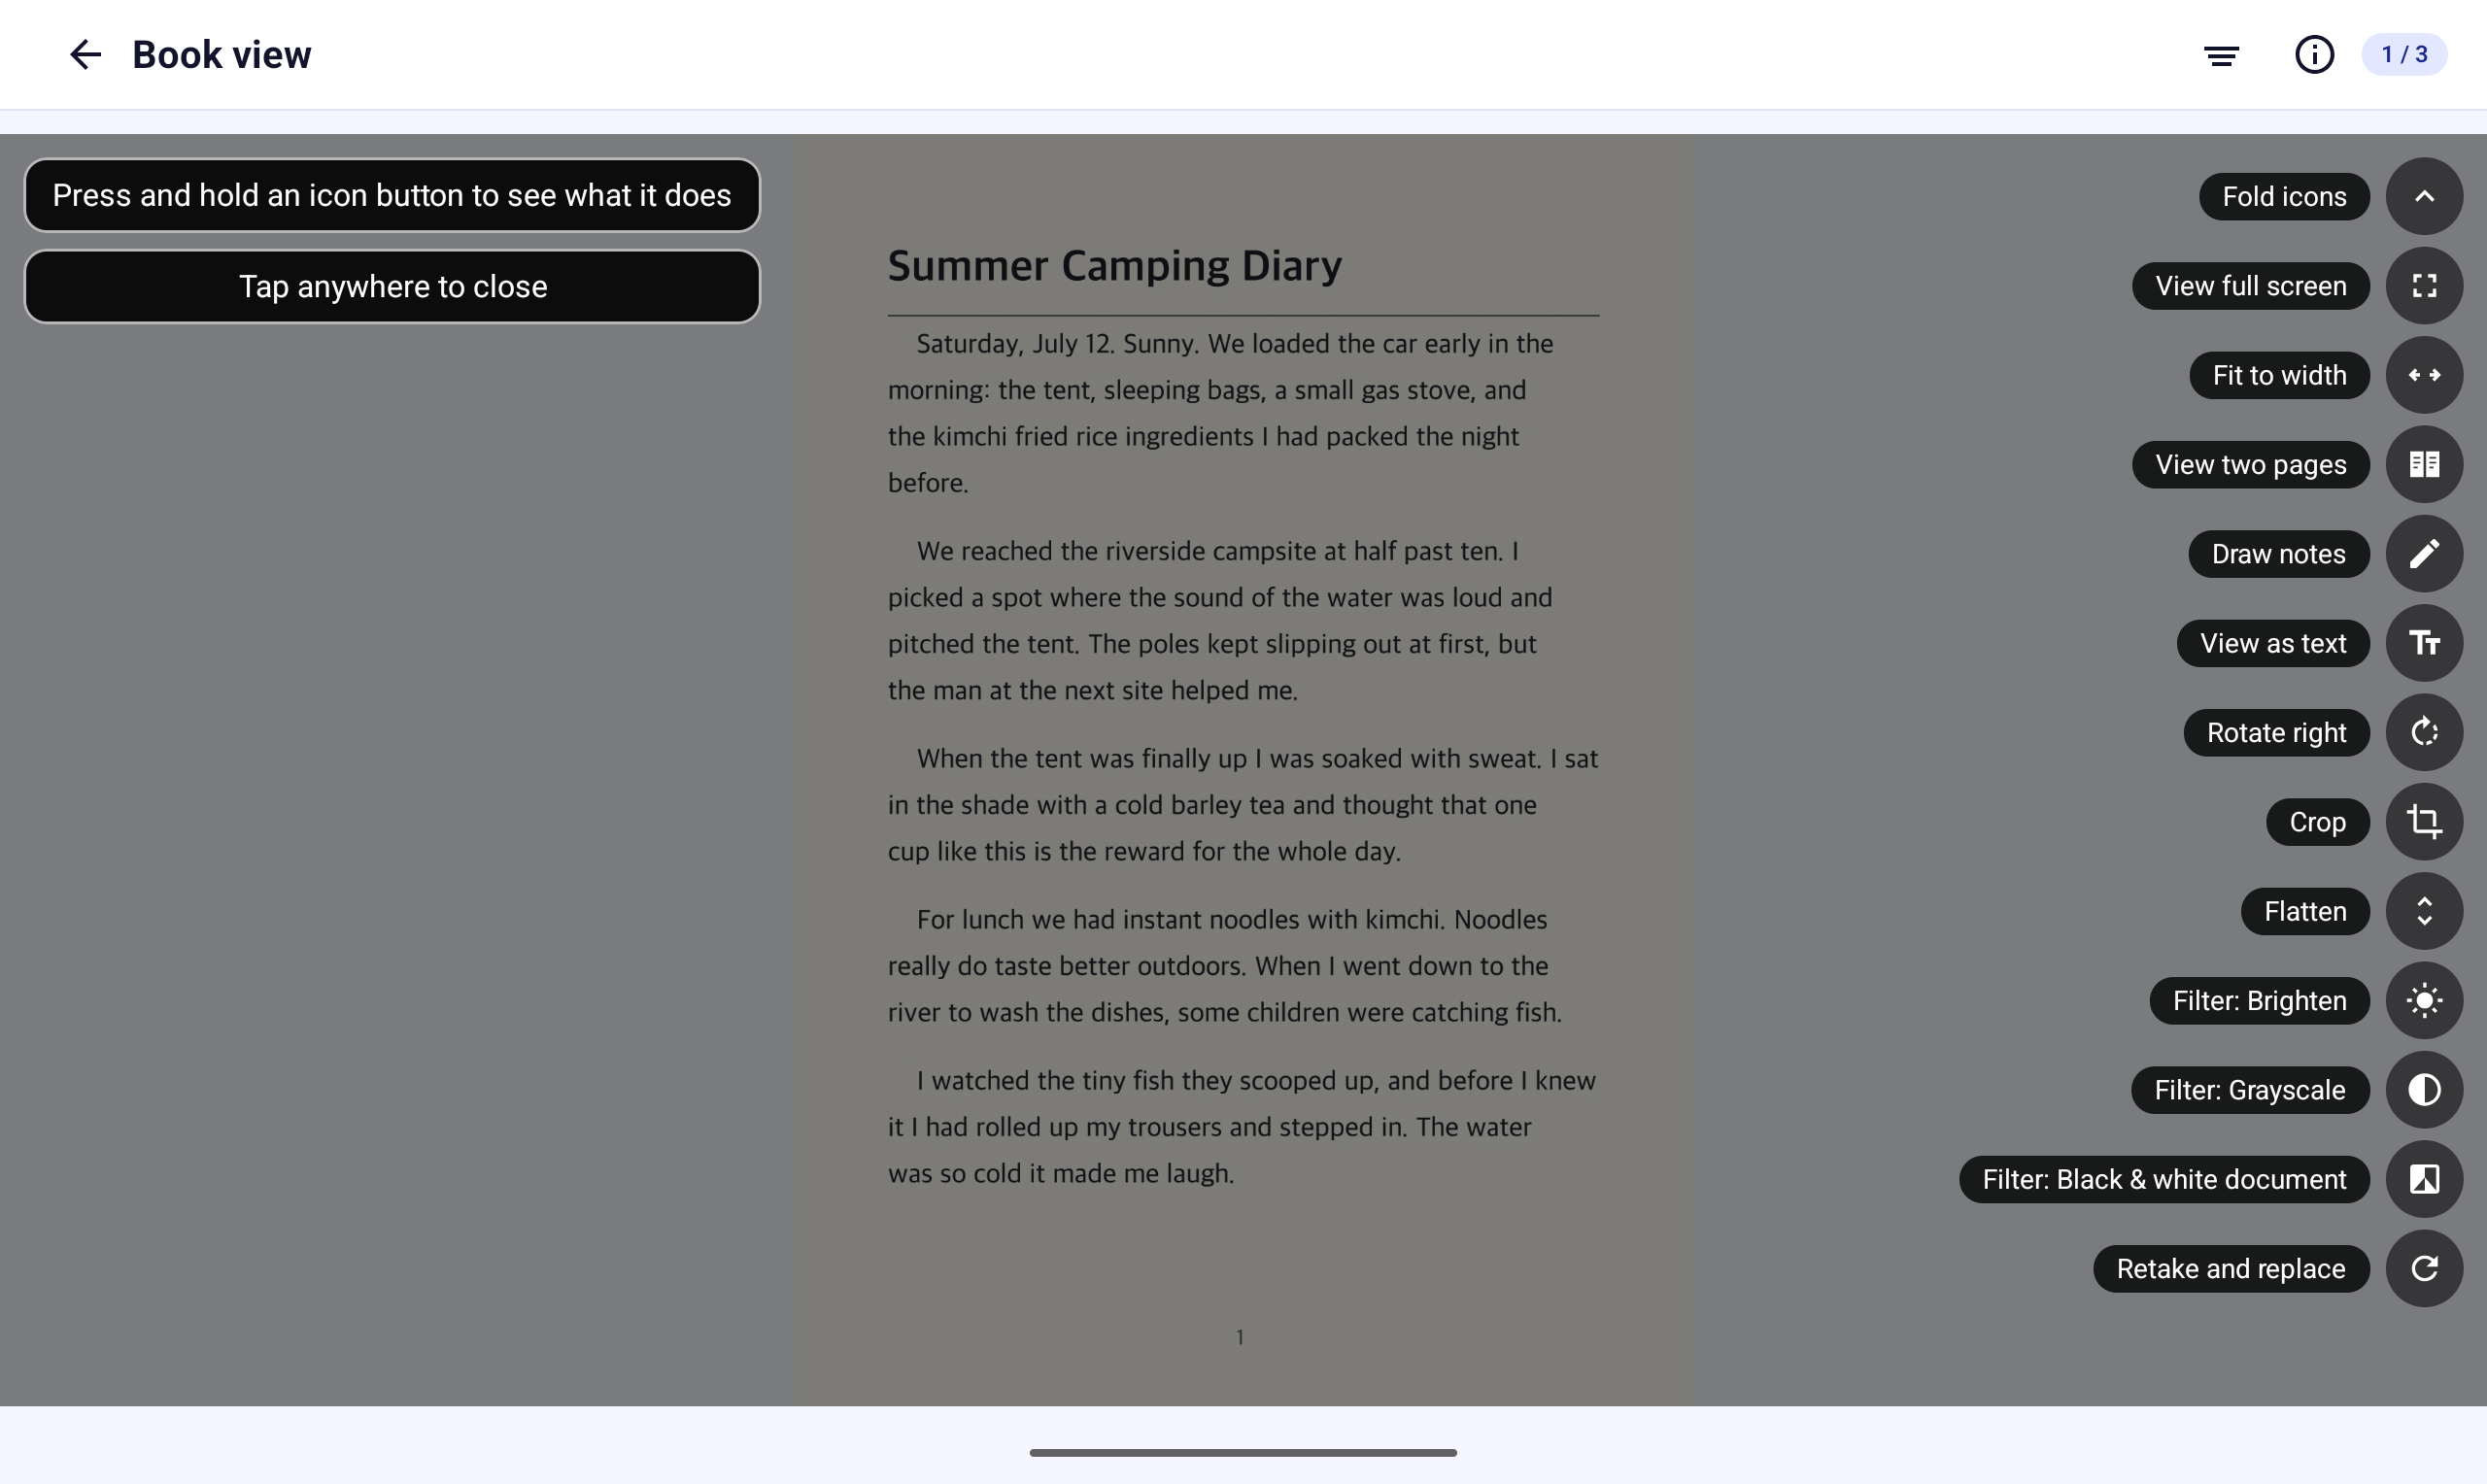 Book view
1 / 3
Press and hold an icon button to see what it does
Tap anywhere to close
Summer Camping Diary
Saturday, July 12. Sunny. We loaded the car early in the
morning: the tent, sleeping bags, a small gas stove, and
the kimchi fried rice ingredients I had packed the night
before.
We reached the riverside campsite at half past ten. I
picked a spot where the sound of the water was loud and
pitched the tent. The poles kept slipping out at first, but
the man at the next site helped me.
When the tent was finally up I was soaked with sweat. I sat
in the shade with a cold barley tea and thought that one
cup like this is the reward for the whole day.
For lunch we had instant noodles with kimchi. Noodles
really do taste better outdoors. When I went down to the
river to wash the dishes, some children were catching fish.
I watched the tiny fish they scooped up, and before I knew
it I had rolled up my trousers and stepped in. The water
was so cold it made me laugh.
1
Fold icons
View full screen
Fit to width
View two pages
Draw notes
View as text
Tt
Rotate right
Crop
Flatten
Filter: Brighten
Filter: Grayscale
Filter: Black & white document
Retake and replace